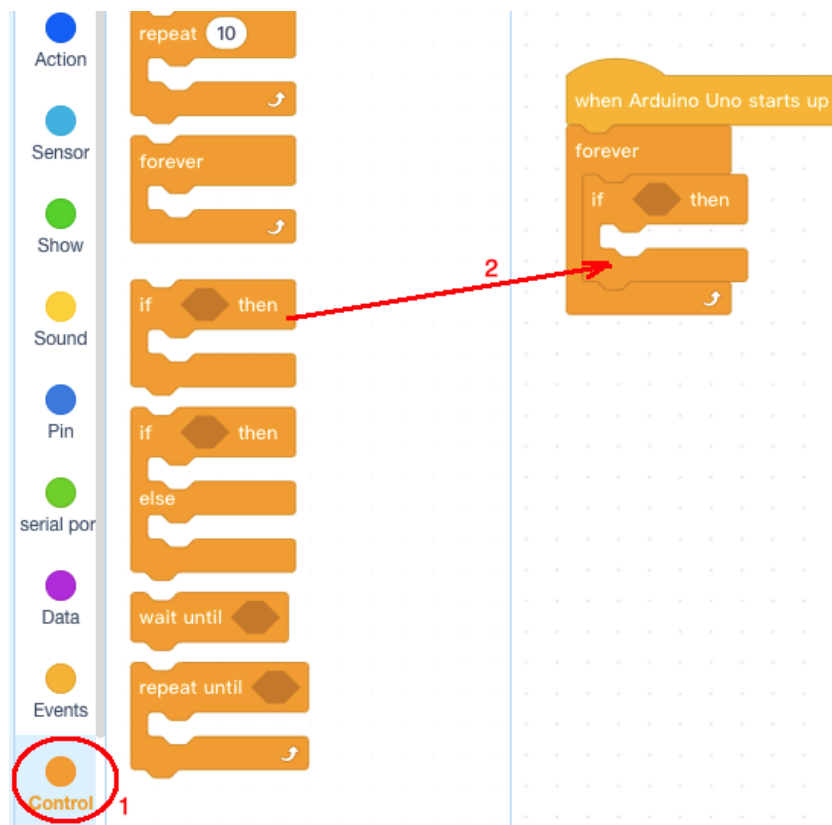 Action
Sensor
Show
Sound
Pin
serial por
Data
Events
Control
1
repeat 10
forever
if then
if then
else
wait until
repeat until
2
when Arduino Uno starts up
forever
if then